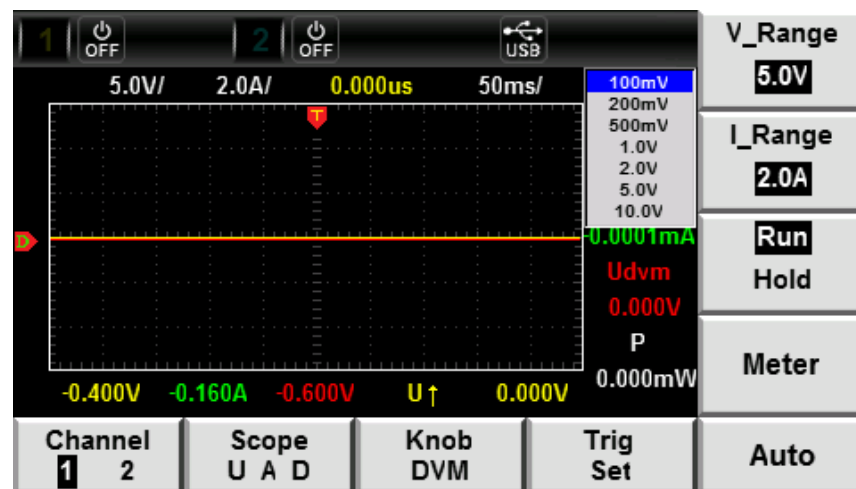 1 OFF 2 OFF USB
5.0V/ 2.0A/ 0.000us 50ms/
T
100mV
200mV
500mV
1.0V
2.0V
5.0V
10.0V
D
-0.0001mA
Udvm
0.000V
P
0.000mW
-0.400V -0.160A -0.600V U↑ 0.000V
V_Range
5.0V
I_Range
2.0A
Run
Hold
Meter
Channel
1 2
Scope
U A D
Knob
DVM
Trig
Set
Auto